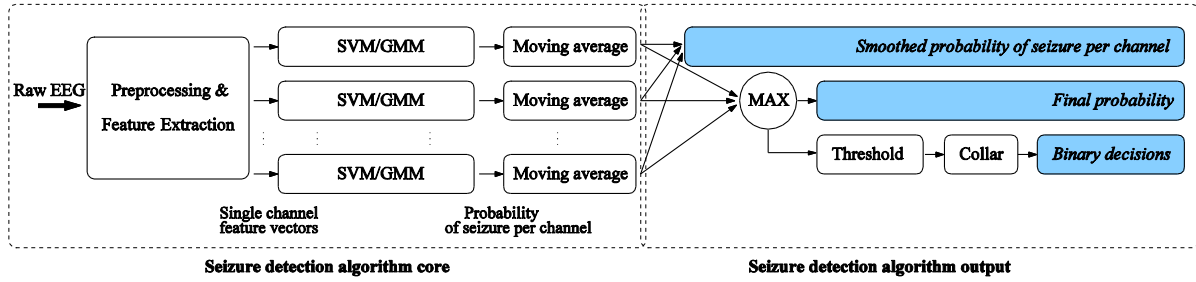 Raw EEG
Preprocessing &
Feature Extraction
SVM/GMM
Moving average
SVM/GMM
Moving average
SVM/GMM
Moving average
Single channel
feature vectors
Probability
of seizure per channel
Seizure detection algorithm core
Smoothed probability of seizure per channel
MAX
Final probability
Threshold
Collar
Binary decisions
Seizure detection algorithm output